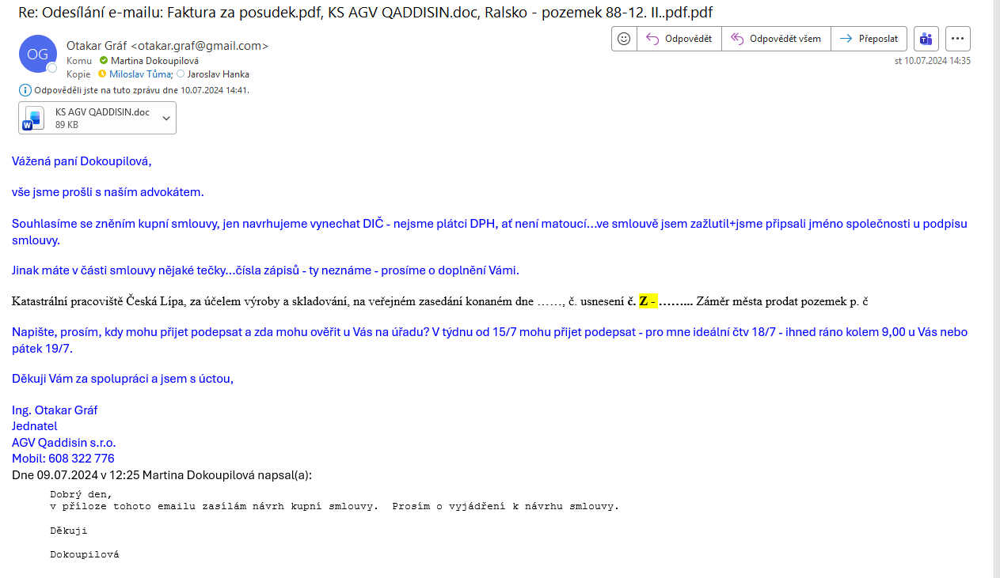 Re: Odesílání e-mailu: Faktura za posudek.pdf, KS AGV QADDISIN.doc, Ralsko - pozemek 88-12. II..pdf.pdf
OG
Otakar Gráf <otakar.graf@gmail.com>
Komu Martina Dokoupilová
Kopie Miloslav Tůma; Jaroslav Hanka
Odpovědět
Odpovědět všem
Přeposlat
st 10.07.2024 14:35
Odpověděli jste na tuto zprávu dne 10.07.2024 14:41.
KS AGV QADDISIN.doc
89 KB
Vážená paní Dokoupilová,
vše jsme prošli s naším advokátem.
Souhlasíme se zněním kupní smlouvy, jen navrhujeme vynechat DIČ - nejsme plátci DPH, ať není matoucí...ve smlouvě jsem zažlutil+jsme připsali jméno společnosti u podpisu
smlouvy.
Jinak máte v části smlouvy nějaké tečky...čísla zápisů - ty neznáme - prosíme o doplnění Vámi.
Katastrální pracoviště Česká Lípa, za účelem výroby a skladování, na veřejném zasedání konaném dne ……, č. usnesení č. Z - ……... Záměr města prodat pozemek p. č
Napište, prosím, kdy mohu přijet podepsat a zda mohu ověřit u Vás na úřadu? V týdnu od 15/7 mohu přijet podepsat - pro mne ideální čtv 18/7 - ihned ráno kolem 9,00 u Vás nebo
pátek 19/7.
Děkuji Vám za spolupráci a jsem s úctou,
Ing. Otakar Gráf
Jednatel
AGV Qaddisin s.r.o.
Mobil: 608 322 776
Dne 09.07.2024 v 12:25 Martina Dokoupilová napsal(a):
Dobrý den,
v příloze tohoto emailu zasílám návrh kupní smlouvy.  Prosím o vyjádření k návrhu smlouvy.
Děkuji
Dokoupilová